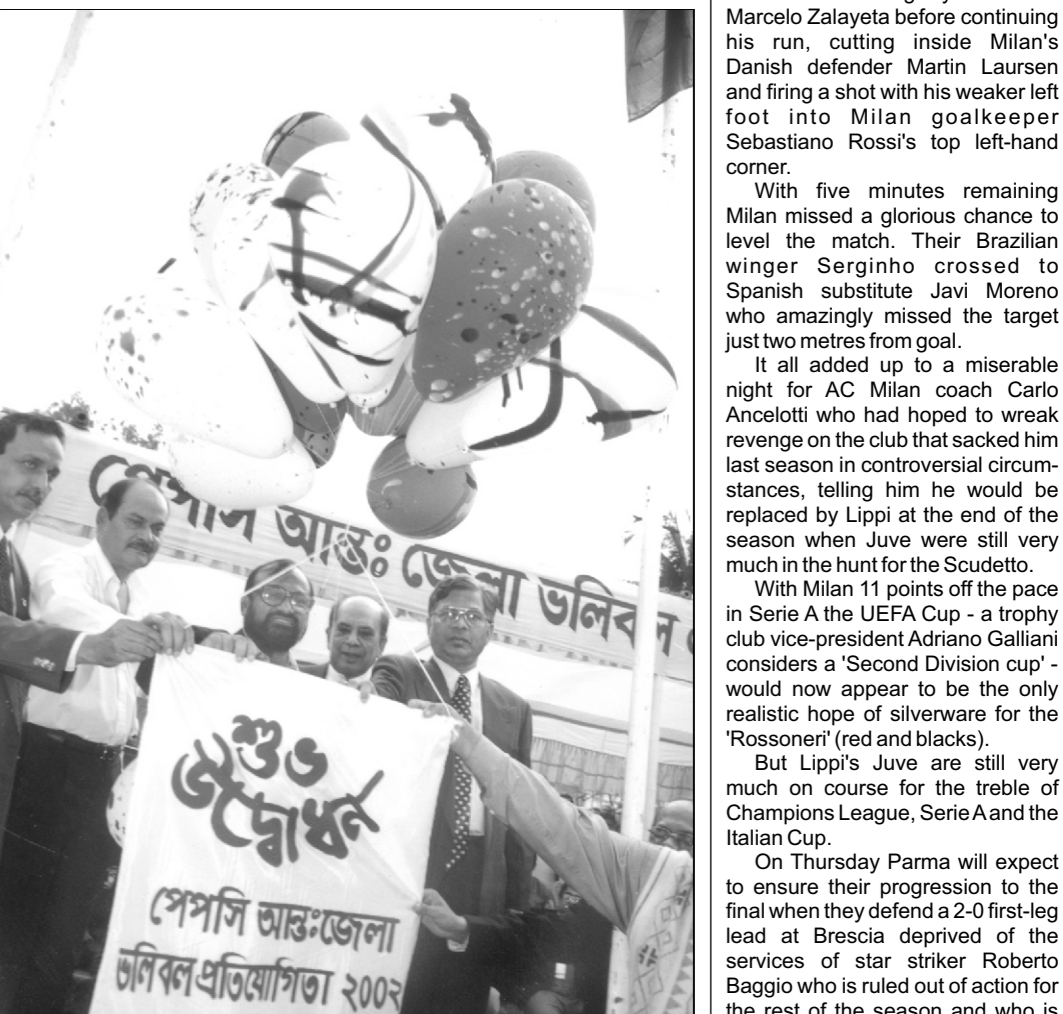 পেপসি আন্তঃ জেলা ভলিবল
শুভ
উদ্বোধন
পেপসি আন্তঃজেলা
ভলিবল প্রতিযোগিতা ২০০২
Marcelo Zalayeta before continuing
his run, cutting inside Milan's
Danish defender Martin Laursen
and firing a shot with his weaker left
foot into Milan goalkeeper
Sebastiano Rossi's top left-hand
corner.
With five minutes remaining
Milan missed a glorious chance to
level the match. Their Brazilian
winger Serginho crossed to
Spanish substitute Javi Moreno
who amazingly missed the target
just two metres from goal.
It all added up to a miserable
night for AC Milan coach Carlo
Ancelotti who had hoped to wreak
revenge on the club that sacked him
last season in controversial circum-
stances, telling him he would be
replaced by Lippi at the end of the
season when Juve were still very
much in the hunt for the Scudetto.
With Milan 11 points off the pace
in Serie A the UEFA Cup - a trophy
club vice-president Adriano Galliani
considers a 'Second Division cup' -
would now appear to be the only
realistic hope of silverware for the
'Rossoneri' (red and blacks).
But Lippi's Juve are still very
much on course for the treble of
Champions League, Serie A and the
Italian Cup.
On Thursday Parma will expect
to ensure their progression to the
final when they defend a 2-0 first-leg
lead at Brescia deprived of the
services of star striker Roberto
Baggio who is ruled out of action for
the rest of the season and who is